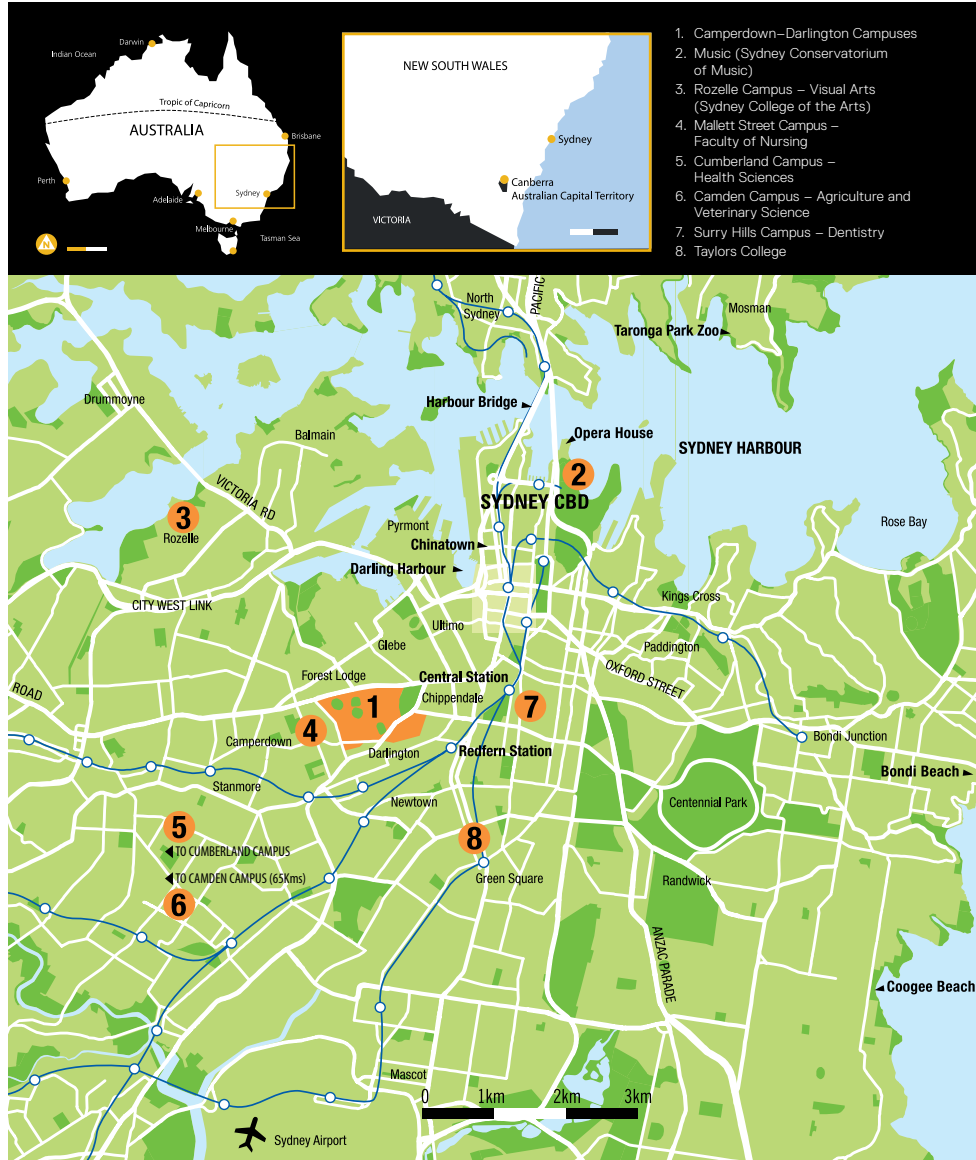 Darwin
Indian Ocean
Tropic of Capricorn
AUSTRALIA
Brisbane
Perth
Sydney
Adelaide
Melbourne
Tasman Sea
N
NEW SOUTH WALES
Sydney
Canberra
Australian Capital Territory
VICTORIA
1. Camperdown–Darlington Campuses
2. Music (Sydney Conservatorium
of Music)
3. Rozelle Campus – Visual Arts
(Sydney College of the Arts)
4. Mallett Street Campus –
Faculty of Nursing
5. Cumberland Campus –
Health Sciences
6. Camden Campus – Agriculture and
Veterinary Science
7. Surry Hills Campus – Dentistry
8. Taylors College
North
Sydney
PACIFIC
Mosman
Taronga Park Zoo
Drummoyne
Harbour Bridge
Balmain
Opera House
SYDNEY HARBOUR
2
VICTORIA RD
SYDNEY CBD
3
Rozelle
Pyrmont
Rose Bay
Chinatown
Darling Harbour
CITY WEST LINK
Kings Cross
Ultimo
Glebe
Paddington
OXFORD STREET
Forest Lodge
Central Station
ROAD
Chippendale
1
7
4
Camperdown
Darlington
Redfern Station
Bondi Junction
Bondi Beach
Stanmore
Newtown
Centennial Park
5
TO CUMBERLAND CAMPUS
8
TO CAMDEN CAMPUS (65Kms)
Green Square
Randwick
6
ANZAC PARADE
Coogee Beach
Mascot
0 1km 2km 3km
Sydney Airport